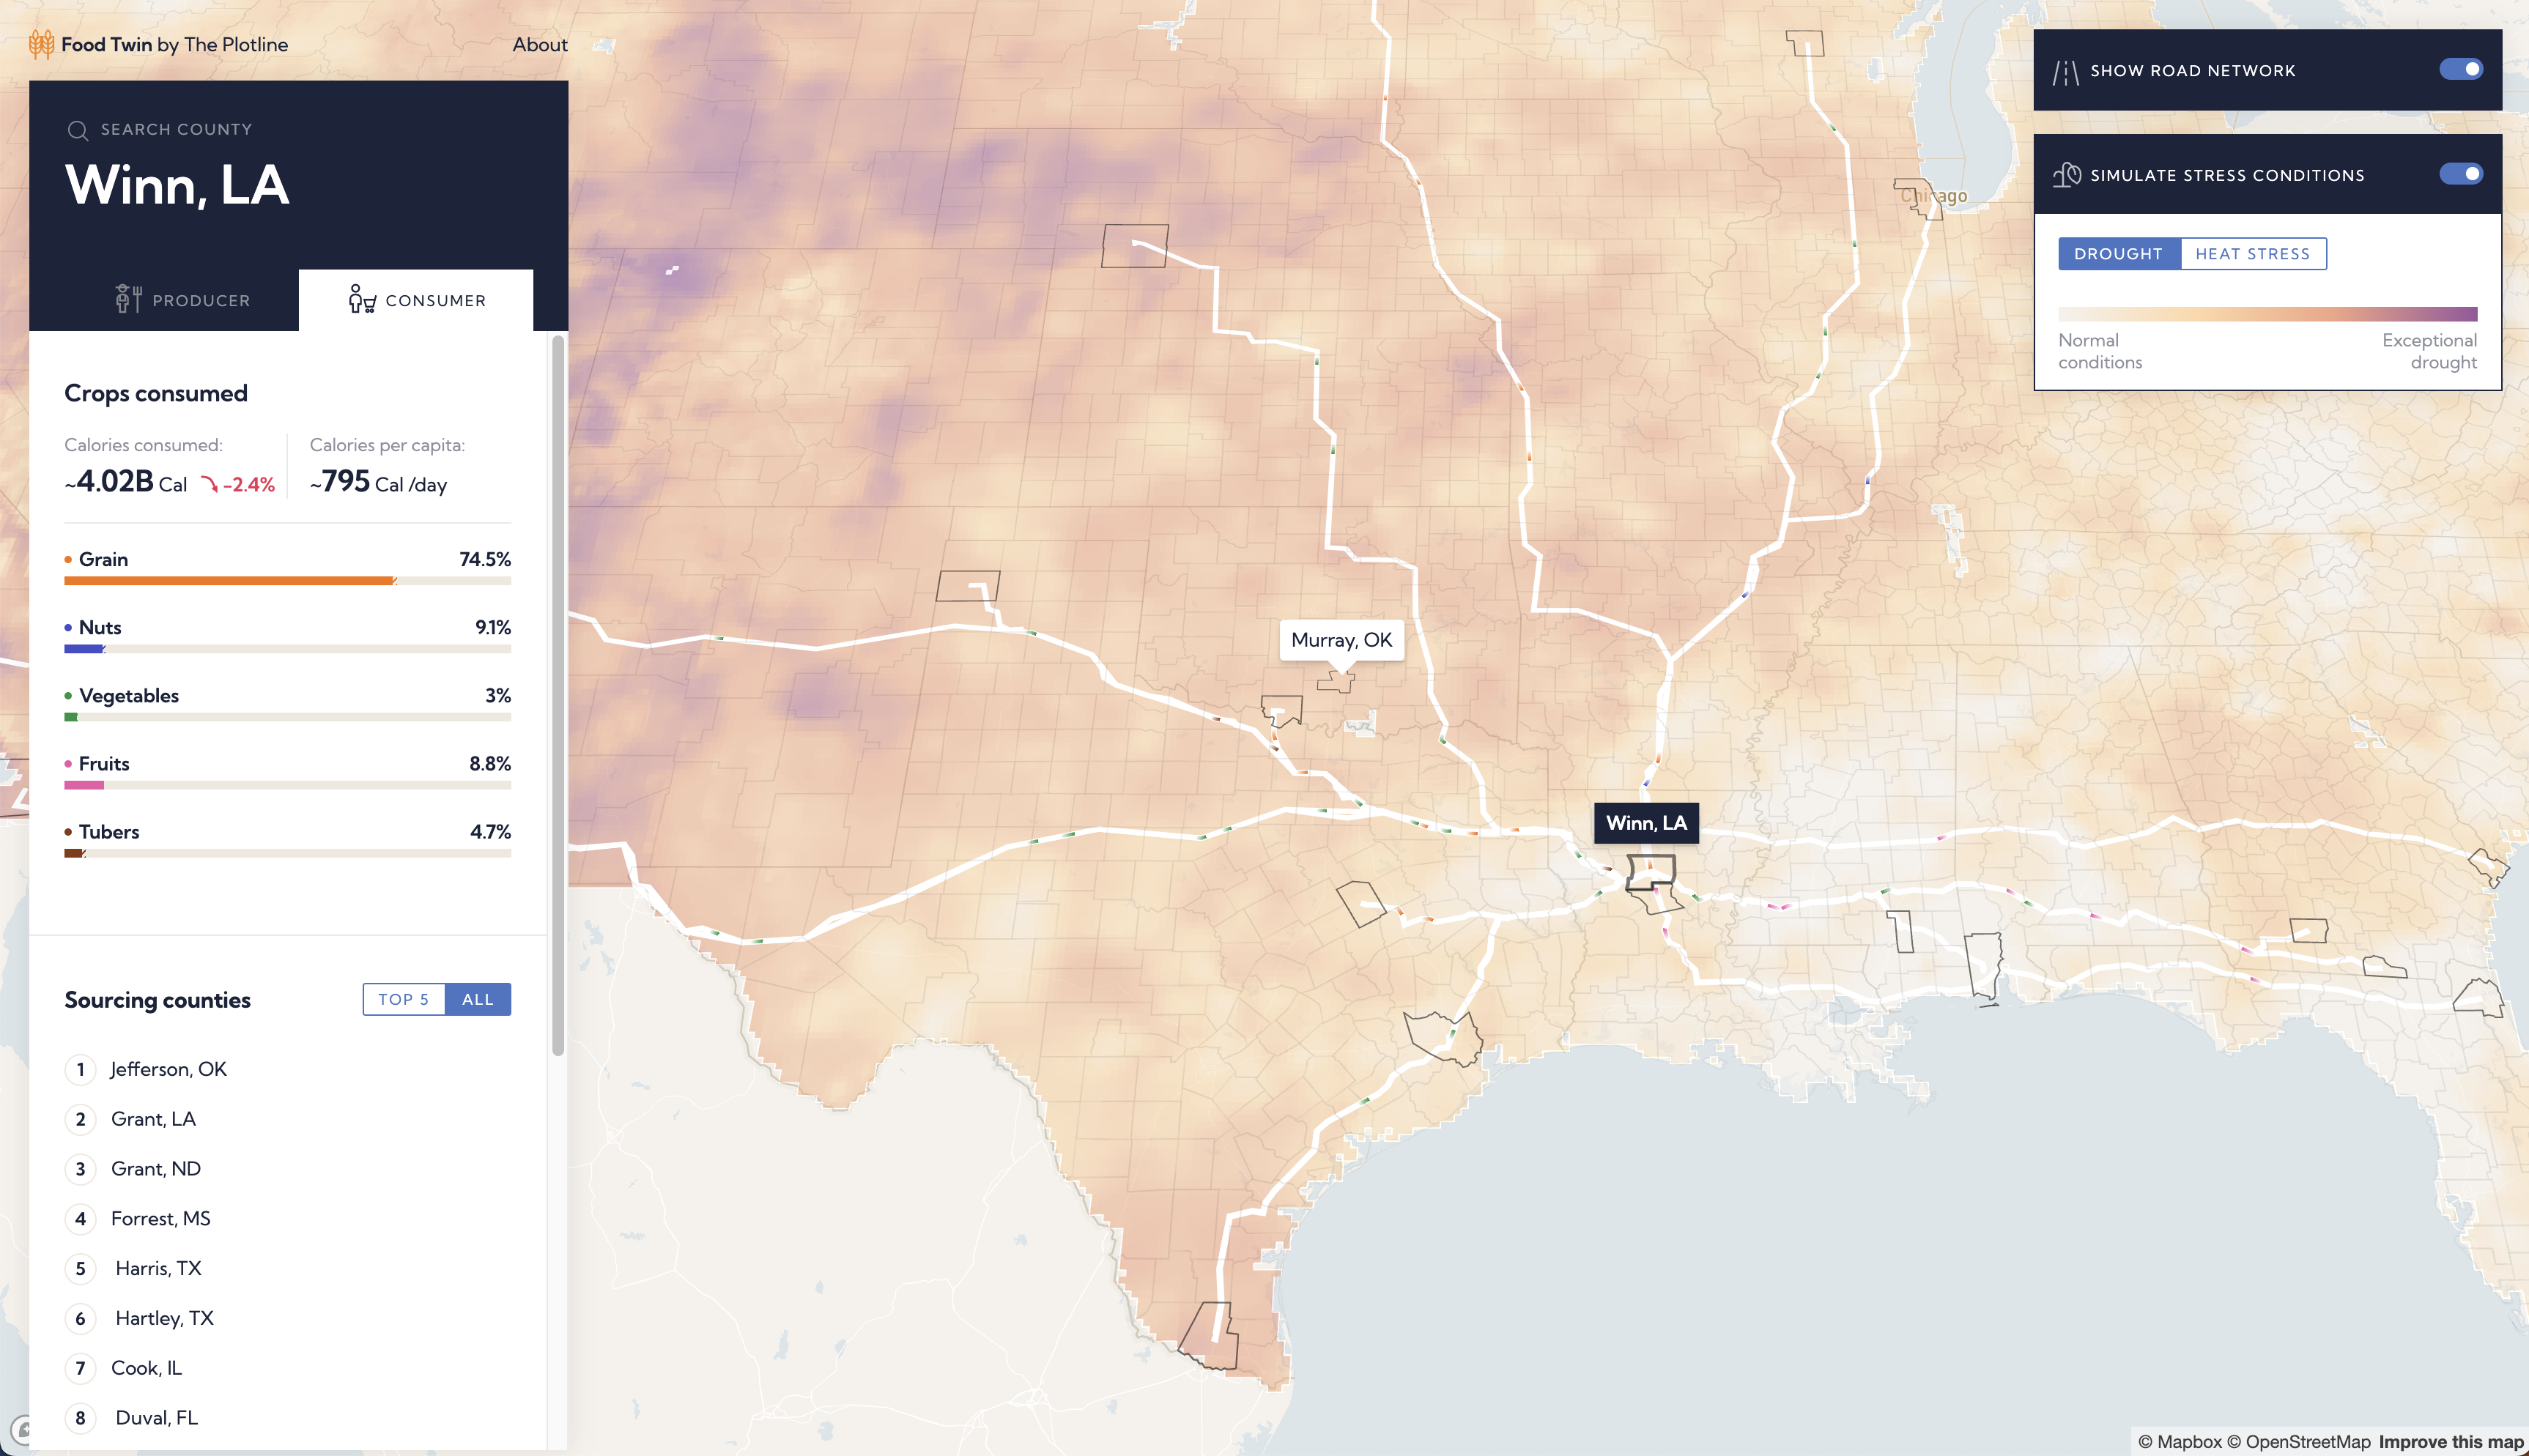 Food Twin by The Plotline
About
SEARCH COUNTY
Winn, LA
PRODUCER
CONSUMER
Crops consumed
Calories consumed:
~4.02B Cal -2.4%
Calories per capita:
~795 Cal /day
Grain 74.5%
Nuts 9.1%
Vegetables 3%
Fruits 8.8%
Tubers 4.7%
Sourcing counties
TOP 5
ALL
1 Jefferson, OK
2 Grant, LA
3 Grant, ND
4 Forrest, MS
5 Harris, TX
6 Hartley, TX
7 Cook, IL
8 Duval, FL
Chicago
Murray, OK
Winn, LA
SHOW ROAD NETWORK
SIMULATE STRESS CONDITIONS
DROUGHT
HEAT STRESS
Normal
conditions
Exceptional
drought
© Mapbox © OpenStreetMap Improve this map